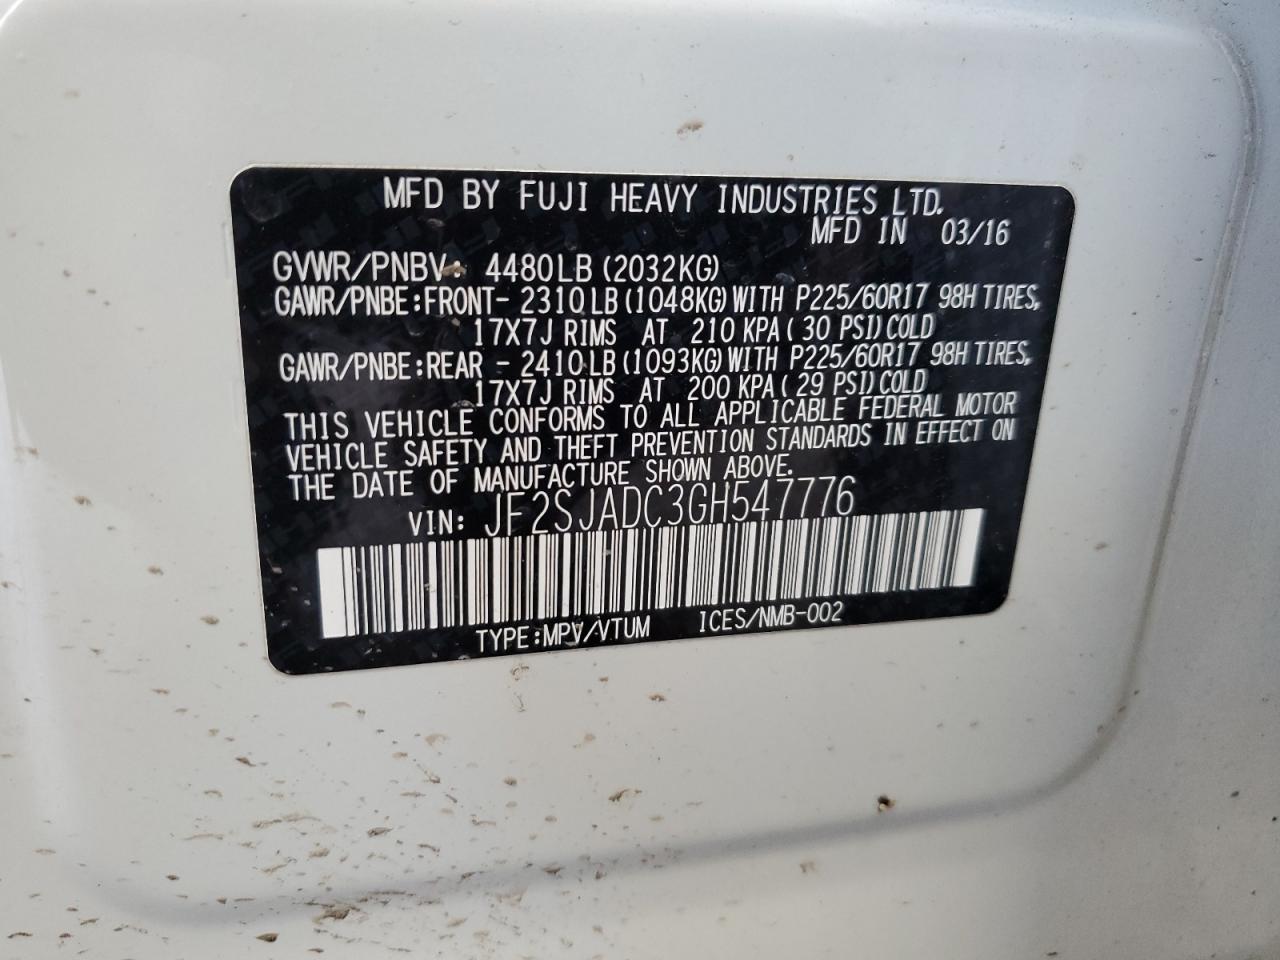 MFD BY FUJI HEAVY INDUSTRIES LTD.
MFD IN 03/16
GVWR/PNBV: 4480LB (2032KG)
GAWR/PNBE:FRONT- 2310LB (1048KG) WITH P225/60R17 98H TIRES,
17X7J RIMS AT 210 KPA ( 30 PSI) COLD
GAWR/PNBE:REAR - 2410LB (1093KG) WITH P225/60R17 98H TIRES,
17X7J RIMS AT 200 KPA ( 29 PSI) COLD
THIS VEHICLE CONFORMS TO ALL APPLICABLE FEDERAL MOTOR
VEHICLE SAFETY AND THEFT PREVENTION STANDARDS IN EFFECT ON
THE DATE OF MANUFACTURE SHOWN ABOVE.
VIN: JF2SJADC3GH547776
TYPE:MPV/VTUM ICES/NMB-002